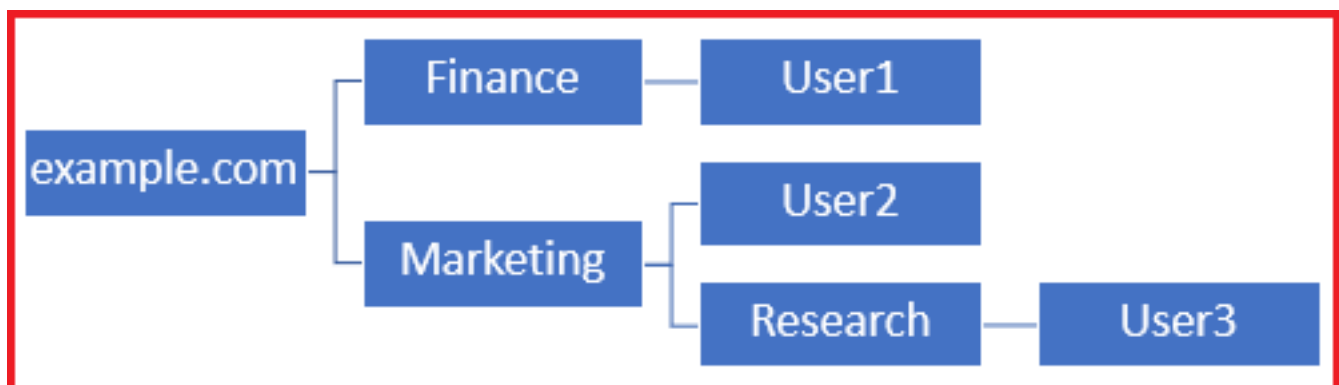 example.com
Finance
User1
Marketing
User2
Research
User3